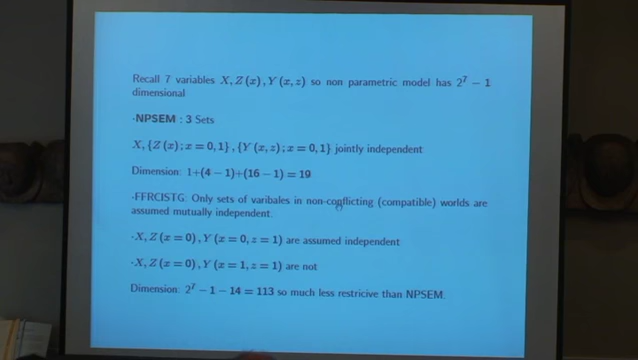 Recall 7 variables X, Z (x) , Y (x, z) so non parametric model has 2^7 − 1
dimensional
·NPSEM : 3 Sets
X, {Z (x) ; x = 0, 1} , {Y (x, z) ; x = 0, 1} jointly independent
Dimension: 1+(4 − 1)+(16 − 1) = 19
·FFRCISTG: Only sets of varibales in non-conflicting (compatible) worlds are
assumed mutually independent.
·X, Z (x = 0) , Y (x = 0, z = 1) are assumed independent
·X, Z (x = 0) , Y (x = 1, z = 1) are not
Dimension: 2^7 − 1 − 14 = 113 so much less restricive than NPSEM.